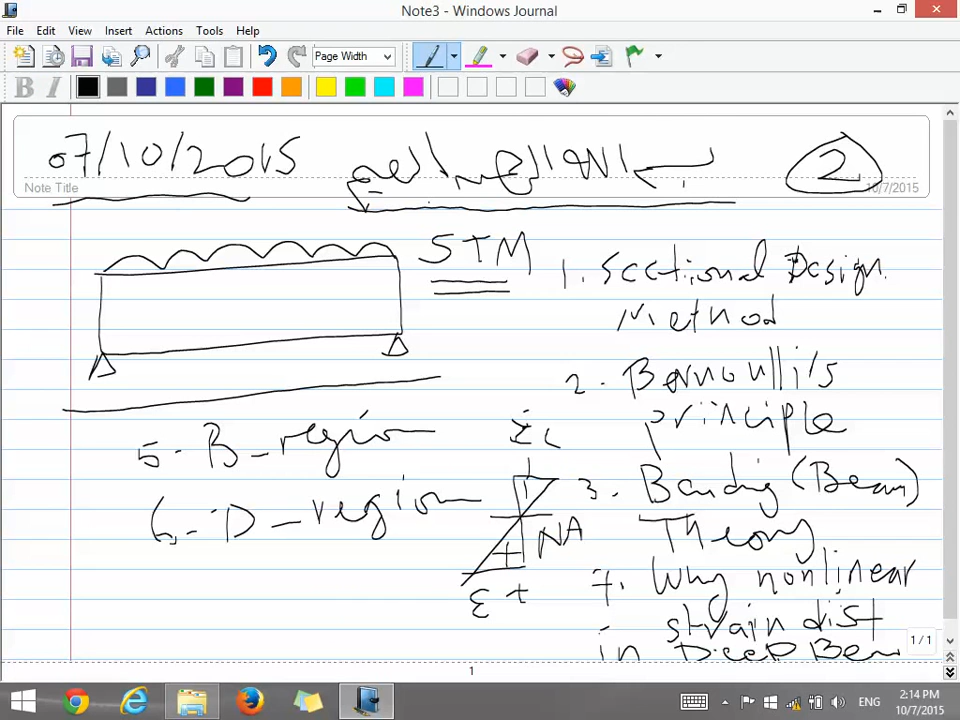 Note3 - Windows Journal
File Edit View Insert Actions Tools Help
Page Width
B I
07/10/2015
2
Note Title
10/7/2015
STM
1. Sectional Design
Method
2. Bernoulli's
principle
3. Bending (Beam)
Theory
5. B-region
6. D-region
εc
NA
εt
7. Why nonlinear
strain dist
in Deep Beam
1 / 1
1
ENG
2:14 PM
10/7/2015